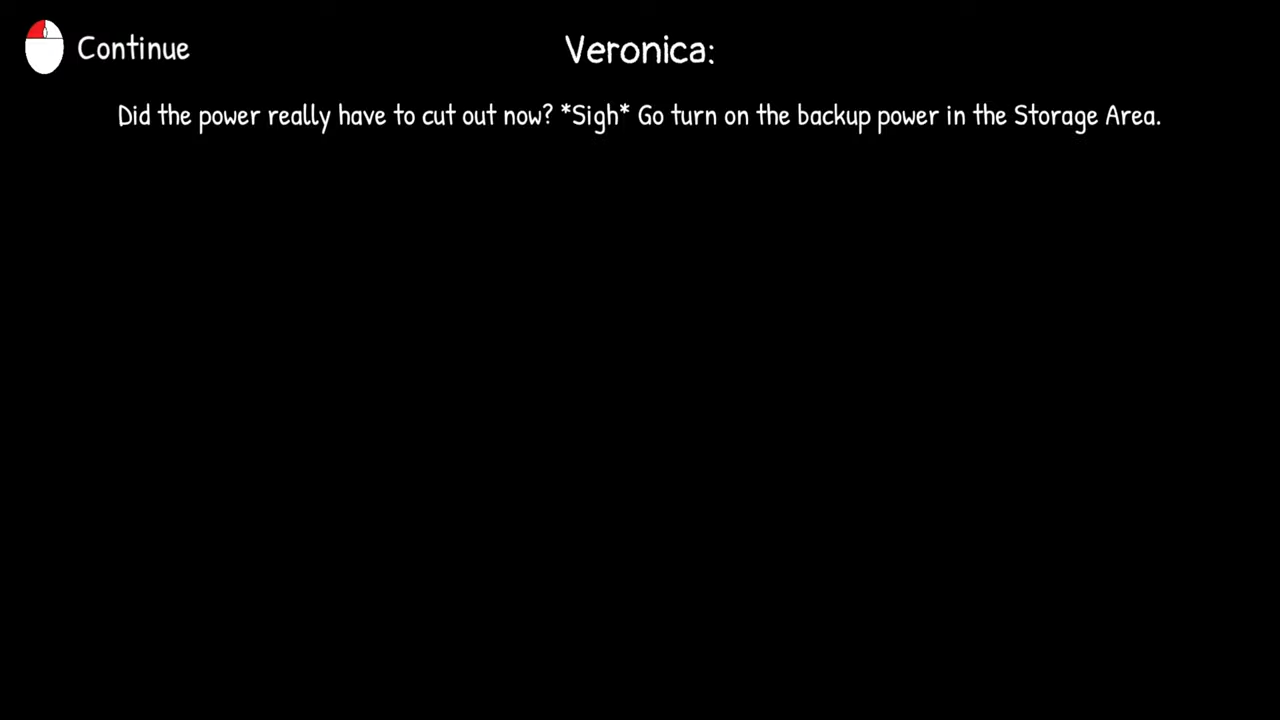 Continue
Veronica:
Did the power really have to cut out now? *Sigh* Go turn on the backup power in the Storage Area.